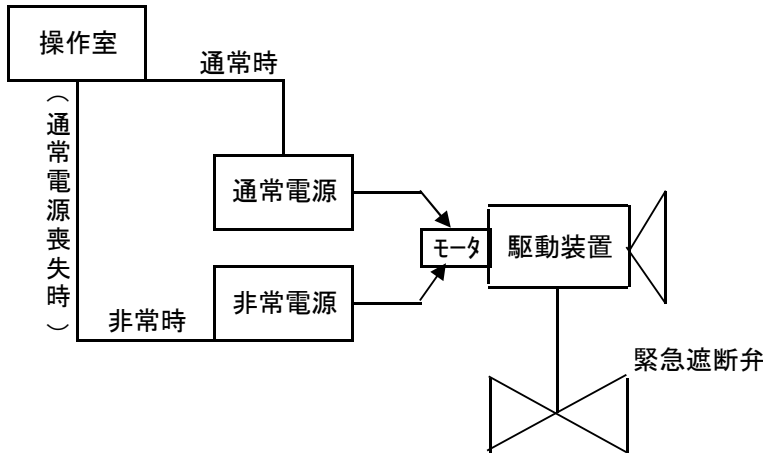 操作室
通常時
（通常電源喪失時）
通常電源
ﾓｰﾀ
駆動装置
非常電源
非常時
緊急遮断弁